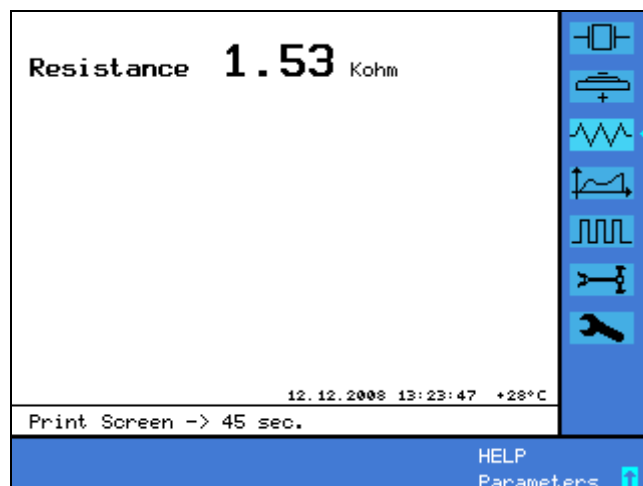 Resistance 1.53 Kohm
12.12.2008 13:23:47 +28°C
Print Screen -> 45 sec.
HELP
Parameters